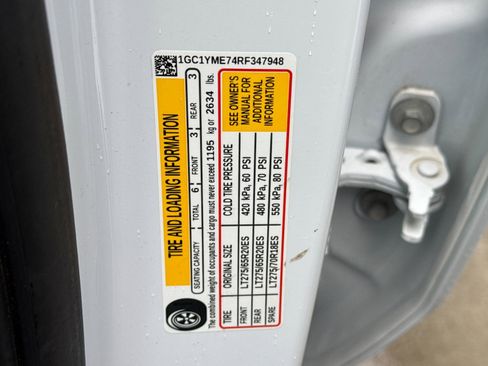 1GC1YME74RF347948
TIRE AND LOADING INFORMATION
SEATING CAPACITY TOTAL 6 FRONT 3 REAR 3
The combined weight of occupants and cargo must never exceed 1195 kg or 2634 lbs.
TIRE ORIGINAL SIZE COLD TIRE PRESSURE
FRONT LT275/65R20ES 420 kPa, 60 PSI
REAR LT275/65R20ES 480 kPa, 70 PSI
SPARE LT275/70R18ES 550 kPa, 80 PSI
SEE OWNER'S
MANUAL FOR
ADDITIONAL
INFORMATION